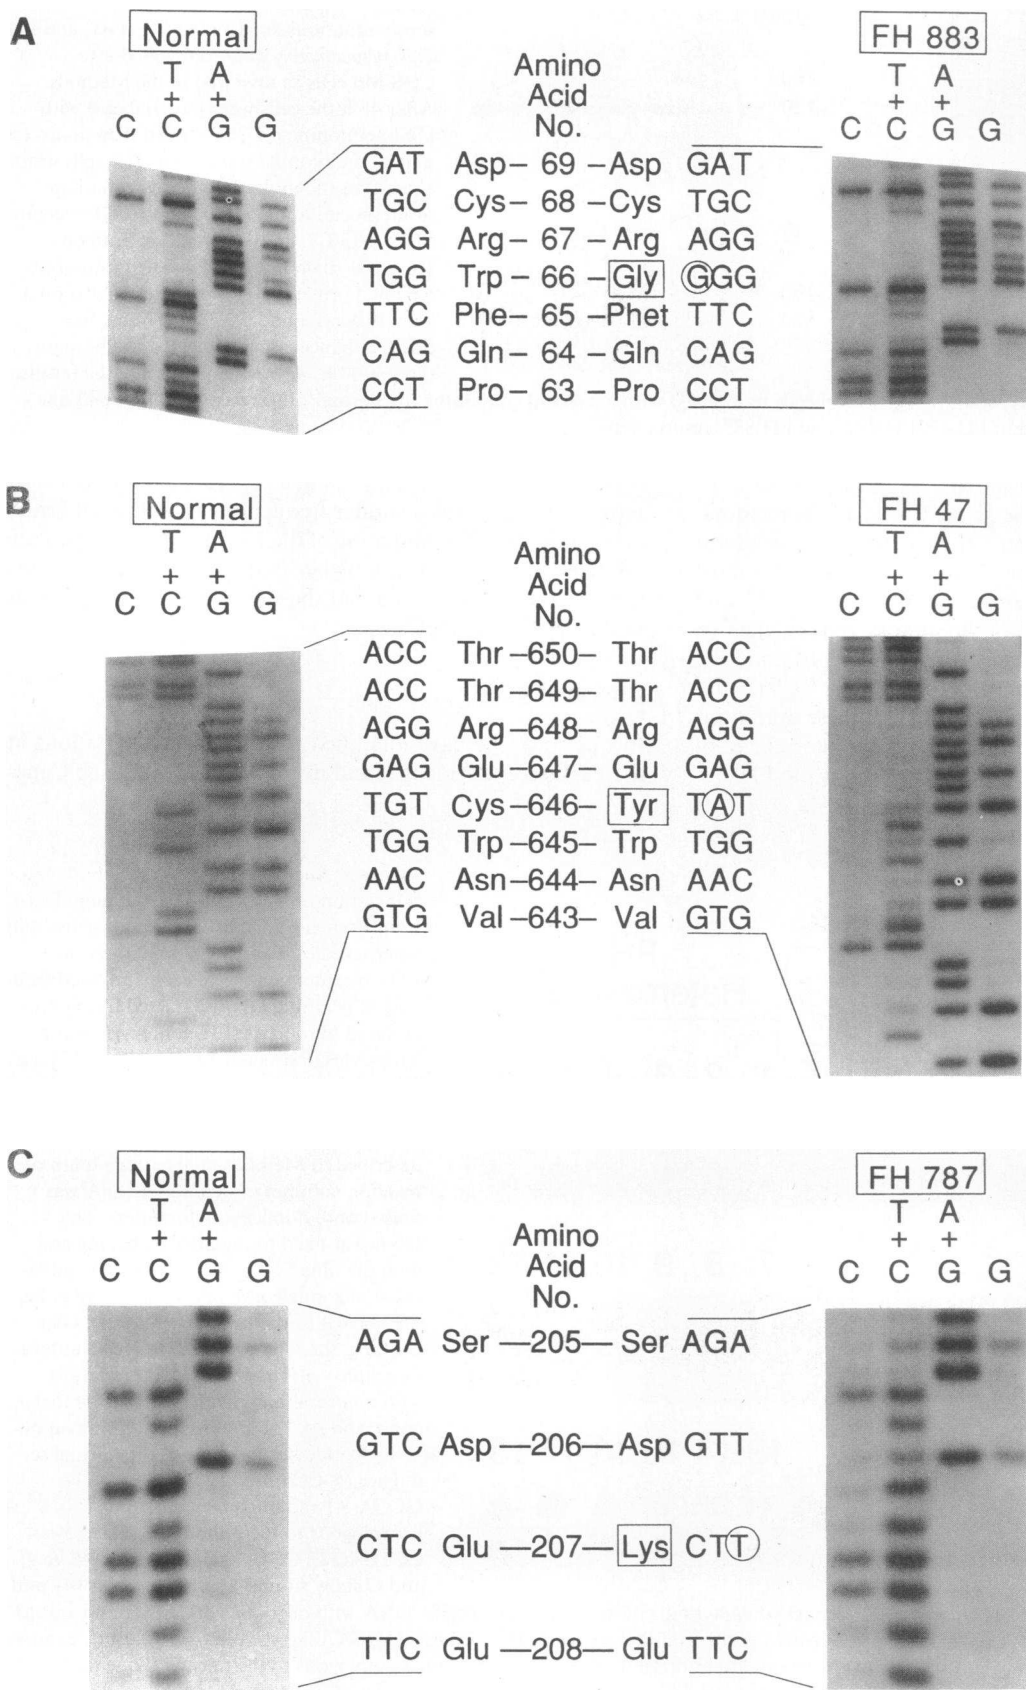 A
Normal
FH 883
T A
+ +
C C G G
Amino
Acid
No.
T A
+ +
C C G G
GAT Asp – 69 – Asp GAT
TGC Cys – 68 – Cys TGC
AGG Arg – 67 – Arg AGG
TGG Trp – 66 – Gly GGG
TTC Phe – 65 – Phet TTC
CAG Gln – 64 – Gln CAG
CCT Pro – 63 – Pro CCT
B
Normal
FH 47
T A
+ +
C C G G
Amino
Acid
No.
T A
+ +
C C G G
ACC Thr –650– Thr ACC
ACC Thr –649– Thr ACC
AGG Arg –648– Arg AGG
GAG Glu –647– Glu GAG
TGT Cys –646– Tyr TAT
TGG Trp –645– Trp TGG
AAC Asn –644– Asn AAC
GTG Val –643– Val GTG
C
Normal
FH 787
T A
+ +
C C G G
Amino
Acid
No.
T A
+ +
C C G G
AGA Ser —205— Ser AGA
GTC Asp —206— Asp GTT
CTC Glu —207— Lys CTT
TTC Glu —208— Glu TTC